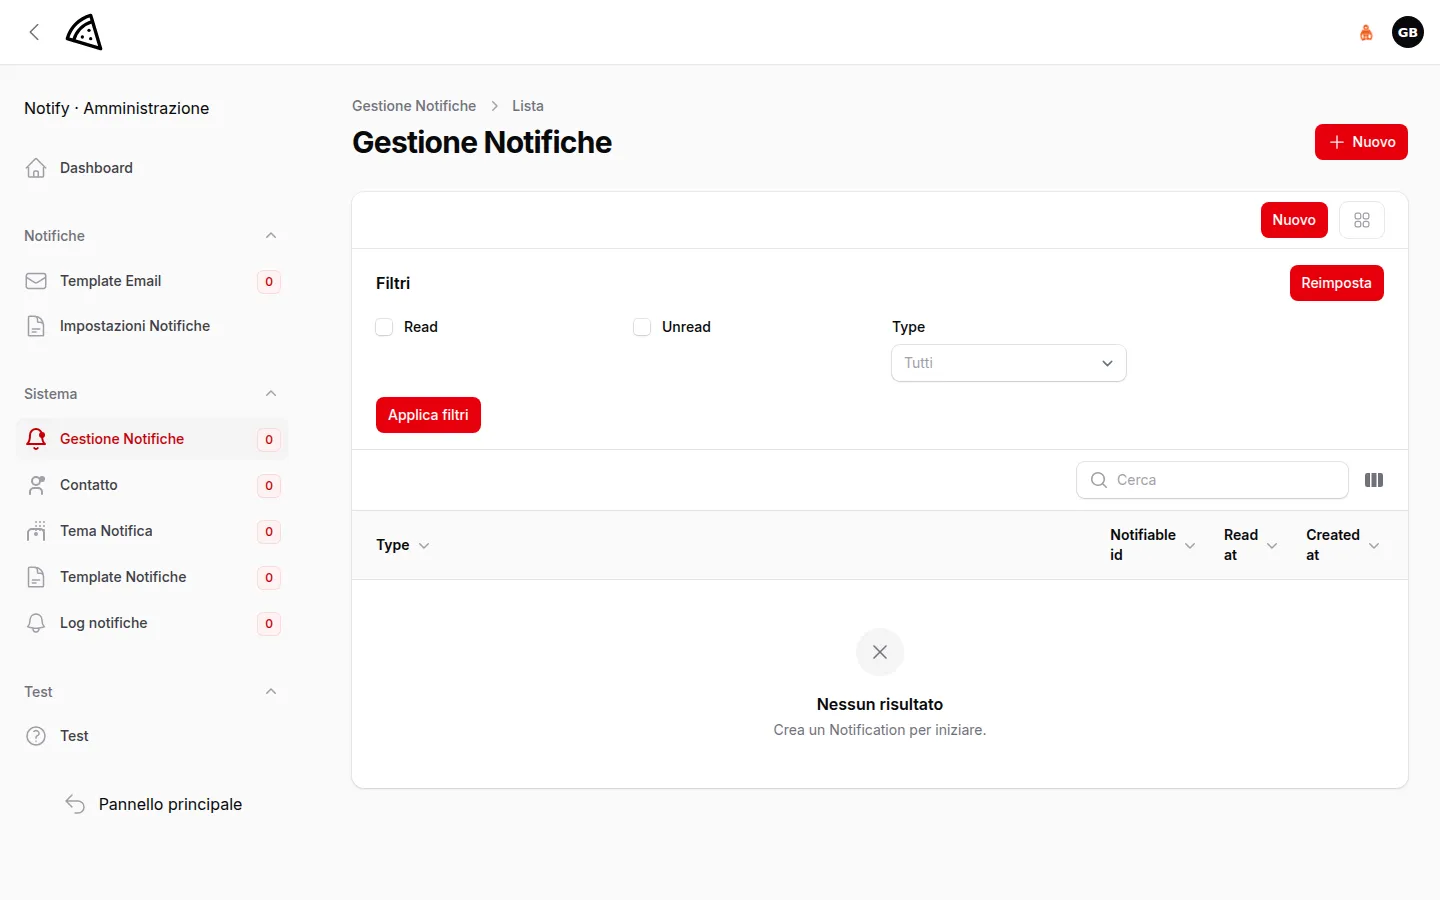 GB
Notify · Amministrazione
Dashboard
Notifiche
Template Email 0
Impostazioni Notifiche
Sistema
Gestione Notifiche 0
Contatto 0
Tema Notifica 0
Template Notifiche 0
Log notifiche 0
Test
Test
Pannello principale
Gestione Notifiche > Lista
Gestione Notifiche
Nuovo
Nuovo
Filtri
Reimposta
Read
Unread
Type
Tutti
Applica filtri
Cerca
Type
Notifiable
id
Read
at
Created
at
Nessun risultato
Crea un Notification per iniziare.